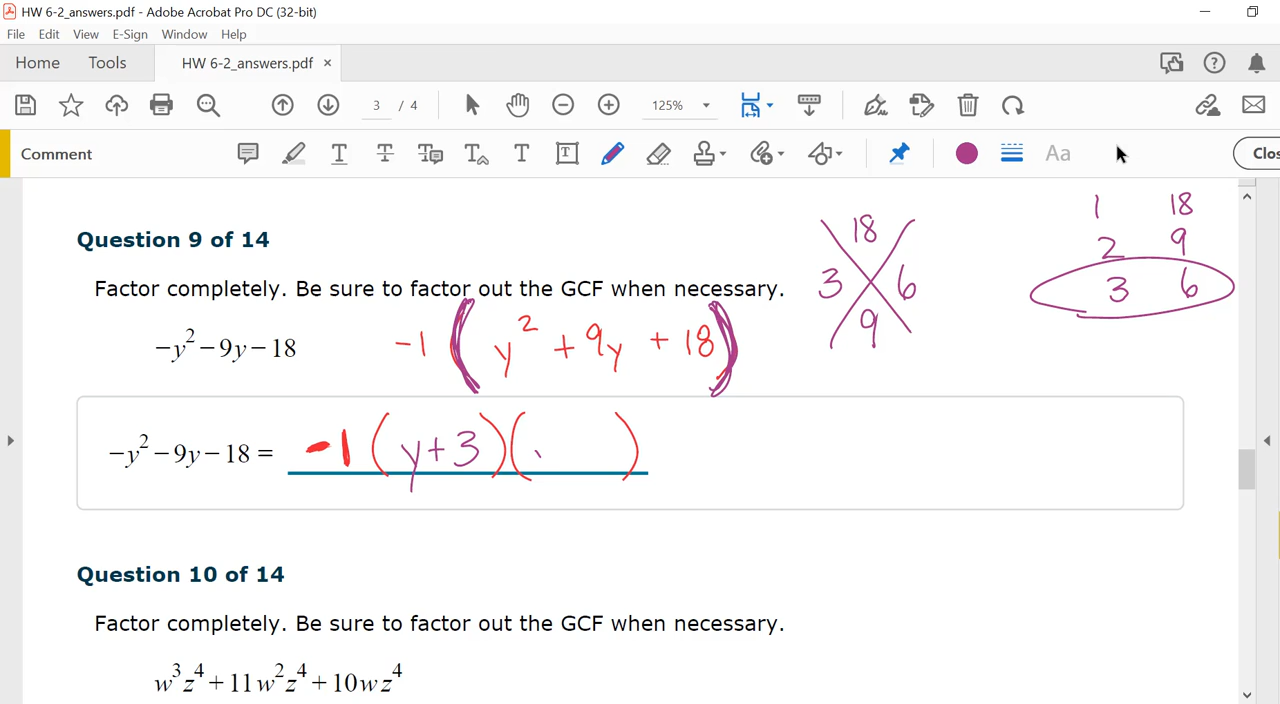 HW 6-2_answers.pdf - Adobe Acrobat Pro DC (32-bit)
File Edit View E-Sign Window Help
Home Tools HW 6-2_answers.pdf ×
3 / 4 125%
Comment T T T T T Aa Clos
1 18
2 9
3 6
18
3 6
9
Question 9 of 14
Factor completely. Be sure to factor out the GCF when necessary.
−y² − 9y − 18 -1 ( y² + 9y + 18 )
−y² − 9y − 18 = -1 ( y + 3 ) ( )
Question 10 of 14
Factor completely. Be sure to factor out the GCF when necessary.
w³z⁴ + 11w²z⁴ + 10wz⁴